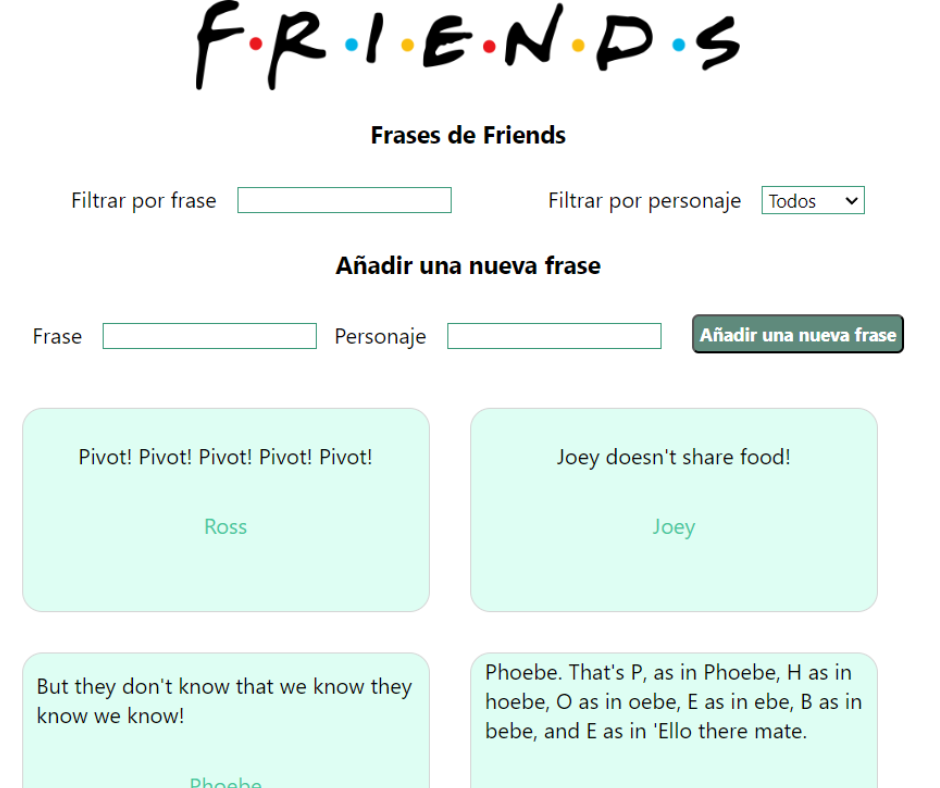 F·R·I·E·N·D·S
Frases de Friends
Filtrar por frase
Filtrar por personaje Todos
Añadir una nueva frase
Frase Personaje Añadir una nueva frase
Pivot! Pivot! Pivot! Pivot! Pivot!
Ross
Joey doesn't share food!
Joey
But they don't know that we know they
know we know!
Phoebe
Phoebe. That's P, as in Phoebe, H as in
hoebe, O as in oebe, E as in ebe, B as in
bebe, and E as in 'Ello there mate.